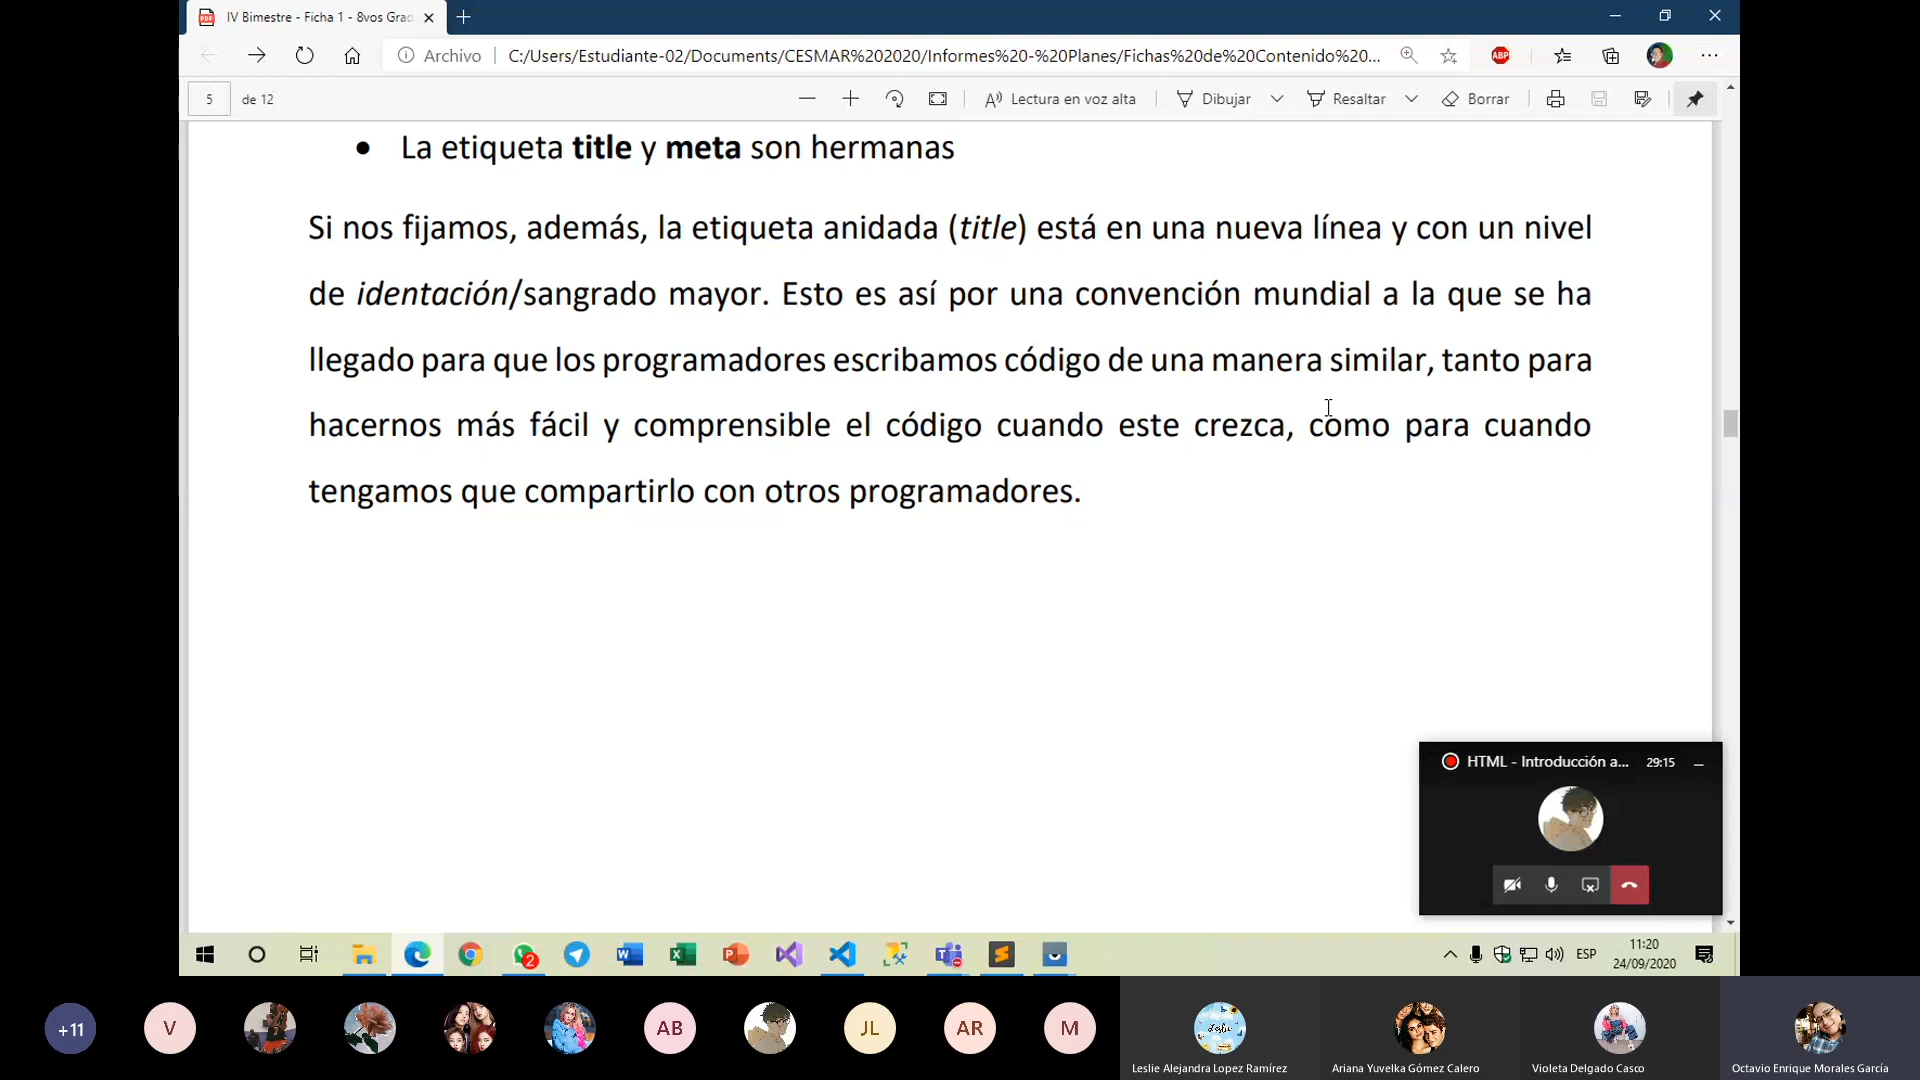 IV Bimestre - Ficha 1 - 8vos Grad
Archivo
C:/Users/Estudiante-02/Documents/CESMAR%202020/Informes%20-%20Planes/Fichas%20de%20Contenido%20...
ABP
5 de 12
Lectura en voz alta
Dibujar
Resaltar
Borrar
• La etiqueta title y meta son hermanas
Si nos fijamos, además, la etiqueta anidada (title) está en una nueva línea y con un nivel
de identación/sangrado mayor. Esto es así por una convención mundial a la que se ha
llegado para que los programadores escribamos código de una manera similar, tanto para
hacernos más fácil y comprensible el código cuando este crezca, como para cuando
tengamos que compartirlo con otros programadores.
HTML - Introducción a...
29:15
2
ESP
11:20
24/09/2020
+11
V
AB
JL
AR
M
Leslie Alejandra Lopez Ramírez
Ariana Yuvelka Gómez Calero
Violeta Delgado Casco
Octavio Enrique Morales García